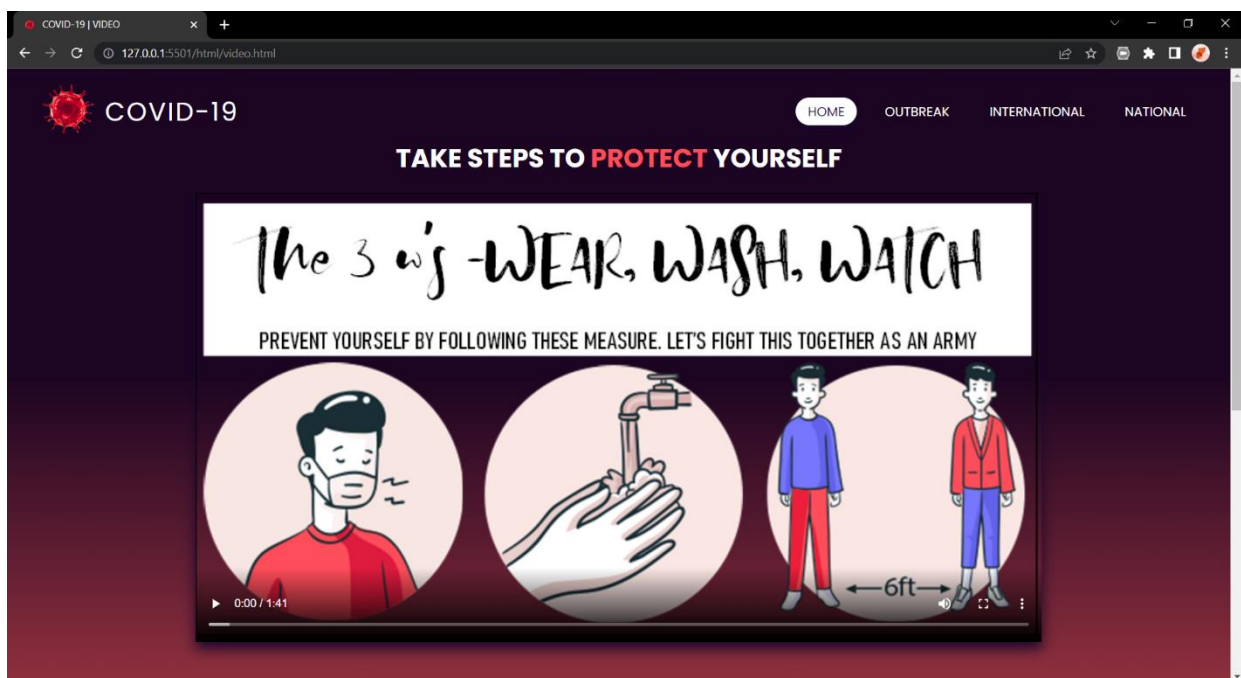 COVID-19 | VIDEO
127.0.0.1:5501/html/video.html
COVID-19
HOME OUTBREAK INTERNATIONAL NATIONAL
TAKE STEPS TO PROTECT YOURSELF
The 3 w's -WEAR, WASH, WATCH
PREVENT YOURSELF BY FOLLOWING THESE MEASURE. LET'S FIGHT THIS TOGETHER AS AN ARMY
6ft
0:00 / 1:41